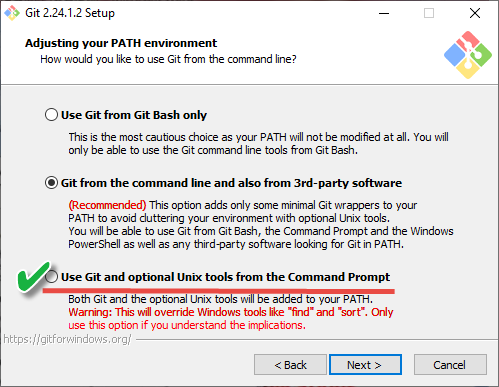 Git 2.24.1.2 Setup
Adjusting your PATH environment
How would you like to use Git from the command line?
Use Git from Git Bash only
This is the most cautious choice as your PATH will not be modified at all. You will
only be able to use the Git command line tools from Git Bash.
Git from the command line and also from 3rd-party software
(Recommended) This option adds only some minimal Git wrappers to your
PATH to avoid cluttering your environment with optional Unix tools.
You will be able to use Git from Git Bash, the Command Prompt and the Windows
PowerShell as well as any third-party software looking for Git in PATH.
Use Git and optional Unix tools from the Command Prompt
Both Git and the optional Unix tools will be added to your PATH.
Warning: This will override Windows tools like "find" and "sort". Only
use this option if you understand the implications.
https://gitforwindows.org/
< Back
Next >
Cancel